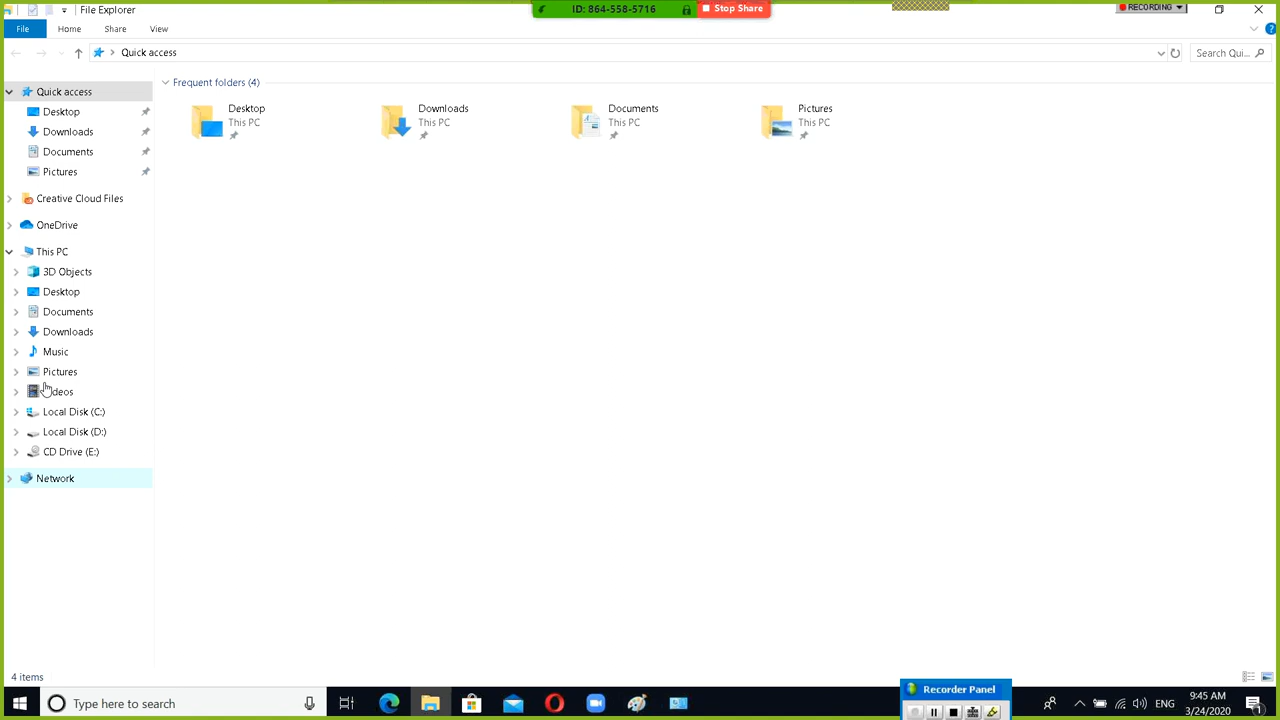 File Explorer
ID: 864-558-5716
Stop Share
RECORDING
File
Home
Share
View
Quick access
Search Qui...
Quick access
Desktop
Downloads
Documents
Pictures
Creative Cloud Files
OneDrive
This PC
3D Objects
Desktop
Documents
Downloads
Music
Pictures
Local Disk (C:)
Local Disk (D:)
CD Drive (E:)
Network
Frequent folders (4)
Desktop
This PC
Downloads
This PC
Documents
This PC
Pictures
This PC
4 items
Recorder Panel
Type here to search
ENG
9:45 AM
3/24/2020
1